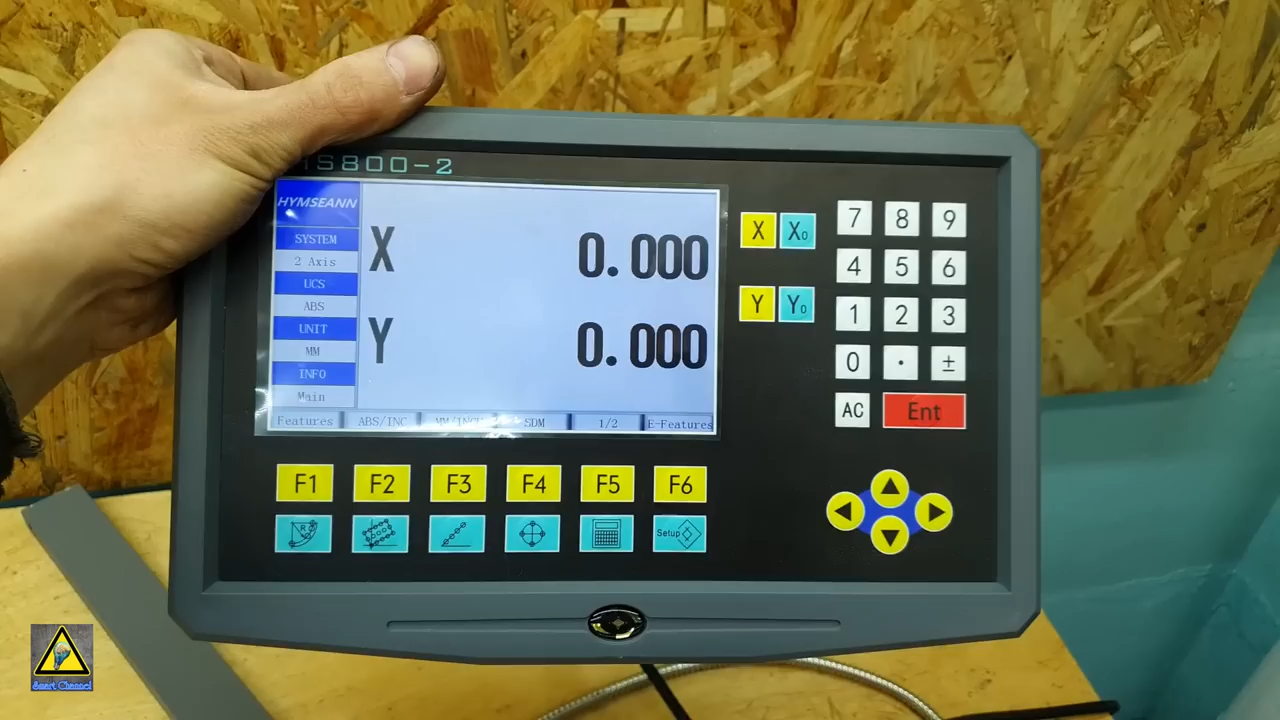 S800-2
HYMSEANN
SYSTEM
2 Axis
UCS
ABS
UNIT
MM
INFO
Main
X 0.000
Y 0.000
Features ABS/INC SDM 1/2 E-Features
X X0
Y Y0
7 8 9
4 5 6
1 2 3
0 . ±
AC Ent
F1 F2 F3 F4 F5 F6
R
Setup
Smart Channel